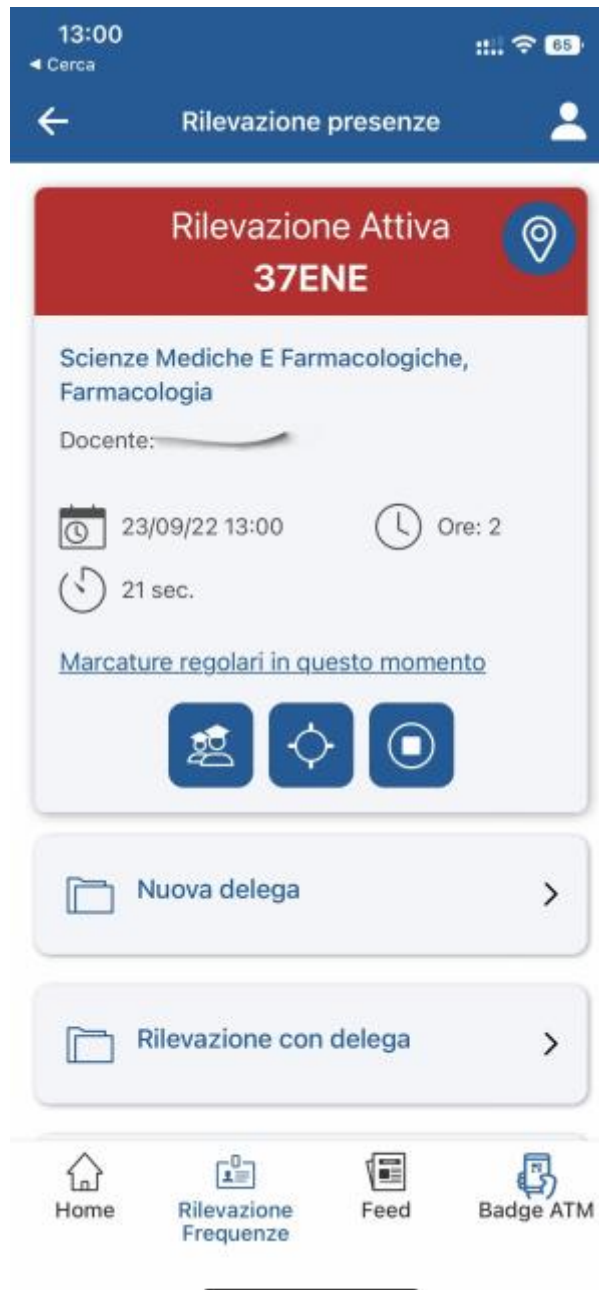 13:00
65
Cerca
Rilevazione presenze
Rilevazione Attiva
37ENE
Scienze Mediche E Farmacologiche,
Farmacologia
Docente:
23/09/22 13:00
Ore: 2
21 sec.
Marcature regolari in questo momento
Nuova delega
Rilevazione con delega
Home
Rilevazione
Frequenze
Feed
Badge ATM